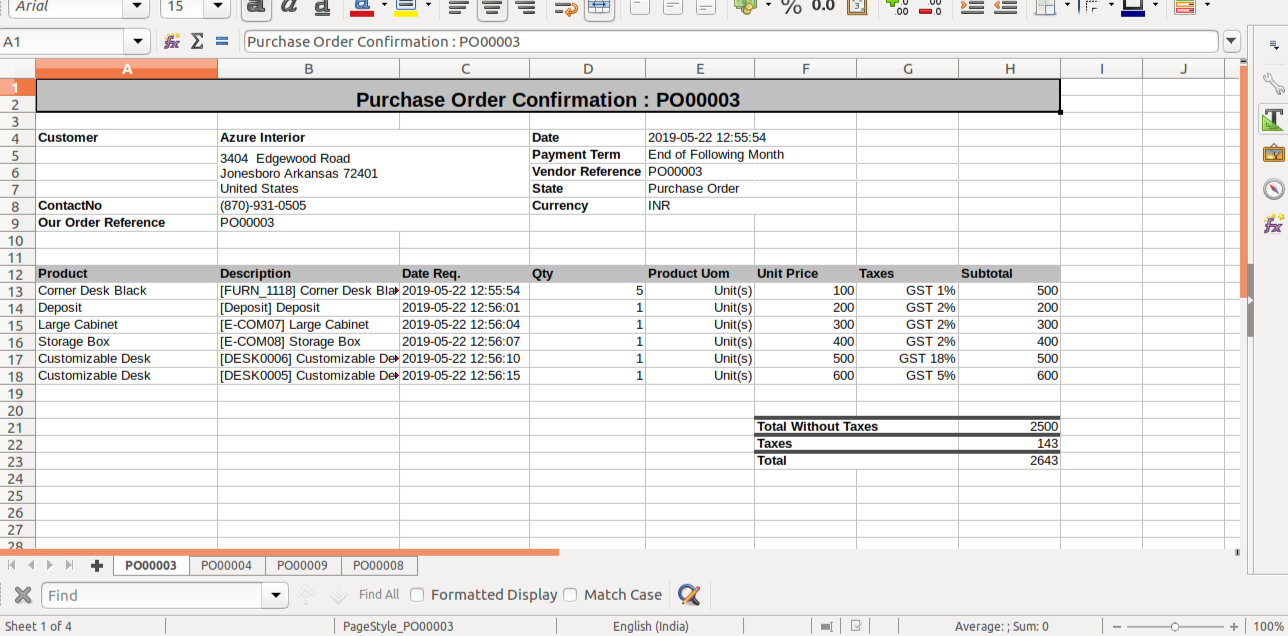 Arial 15 a a a % 0.0 .00 .00
A1 fx Σ = Purchase Order Confirmation : PO00003
A B C D E F G H I J
1
2 Purchase Order Confirmation : PO00003
3
4 Customer Azure Interior Date 2019-05-22 12:55:54
5 3404 Edgewood Road Payment Term End of Following Month
6 Jonesboro Arkansas 72401 Vendor Reference PO00003
7 United States State Purchase Order
8 ContactNo (870)-931-0505 Currency INR
9 Our Order Reference PO00003
10
11
12 Product Description Date Req. Qty Product Uom Unit Price Taxes Subtotal
13 Corner Desk Black [FURN_1118] Corner Desk Bla 2019-05-22 12:55:54 5 Unit(s) 100 GST 1% 500
14 Deposit [Deposit] Deposit 2019-05-22 12:56:01 1 Unit(s) 200 GST 2% 200
15 Large Cabinet [E-COM07] Large Cabinet 2019-05-22 12:56:04 1 Unit(s) 300 GST 2% 300
16 Storage Box [E-COM08] Storage Box 2019-05-22 12:56:07 1 Unit(s) 400 GST 2% 400
17 Customizable Desk [DESK0006] Customizable De 2019-05-22 12:56:10 1 Unit(s) 500 GST 18% 500
18 Customizable Desk [DESK0005] Customizable De 2019-05-22 12:56:15 1 Unit(s) 600 GST 5% 600
19
20
21 Total Without Taxes 2500
22 Taxes 143
23 Total 2643
24
25
26
27
28
PO00003 PO00004 PO00009 PO00008
Find Find All Formatted Display Match Case
Sheet 1 of 4 PageStyle_PO00003 English (India) Average: ; Sum: 0 100%